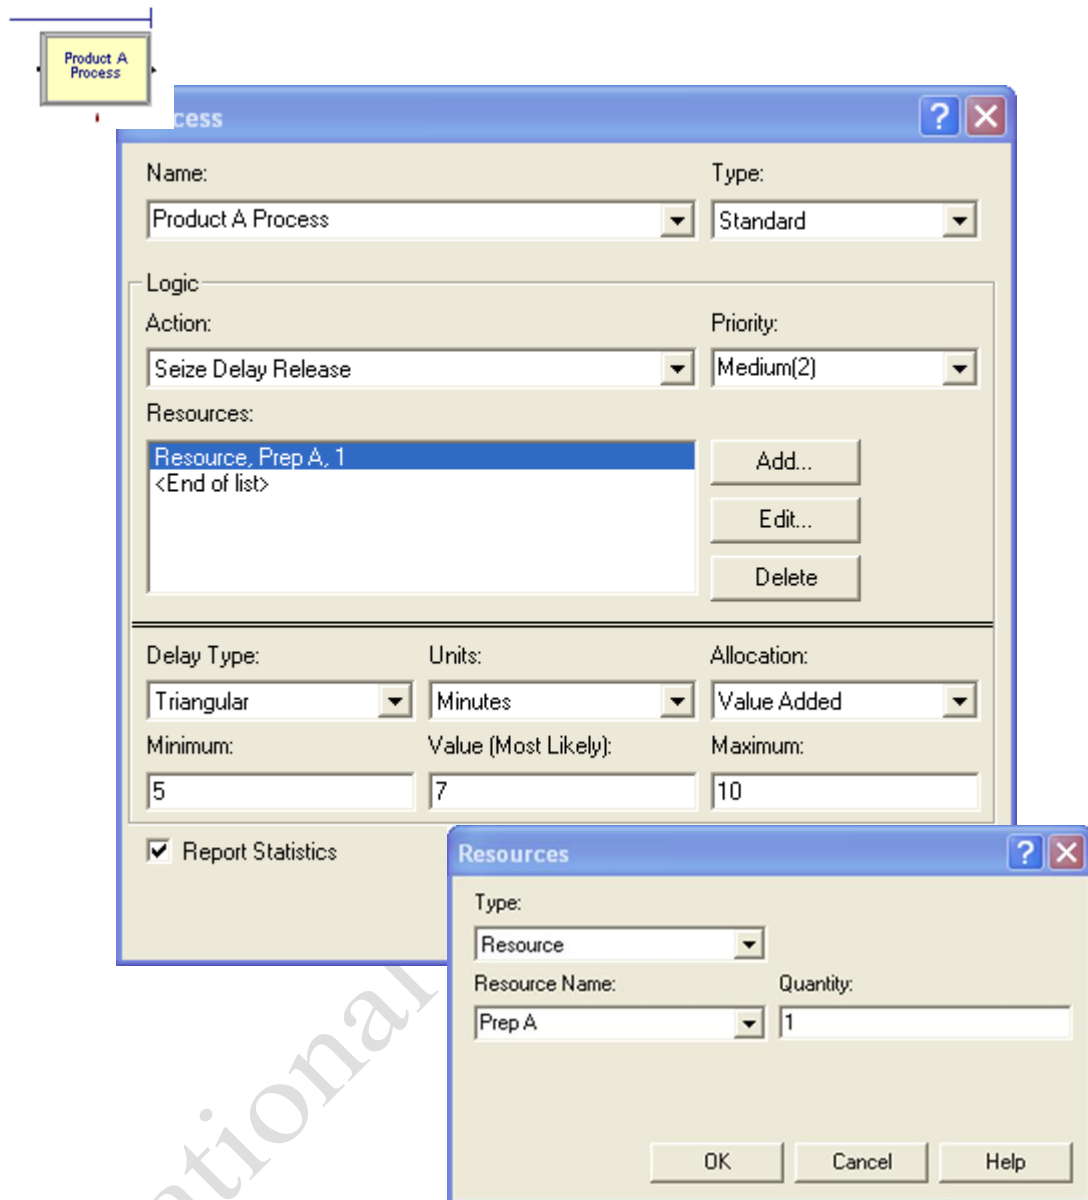 Product A
Process
cess
Name:
Type:
Product A Process
Standard
Logic
Action:
Priority:
Seize Delay Release
Medium(2)
Resources:
Resource, Prep A, 1
<End of list>
Add...
Edit...
Delete
Delay Type:
Units:
Allocation:
Triangular
Minutes
Value Added
Minimum:
Value (Most Likely):
Maximum:
5
7
10
Report Statistics
Resources
Type:
Resource
Resource Name:
Quantity:
Prep A
1
OK
Cancel
Help
tional